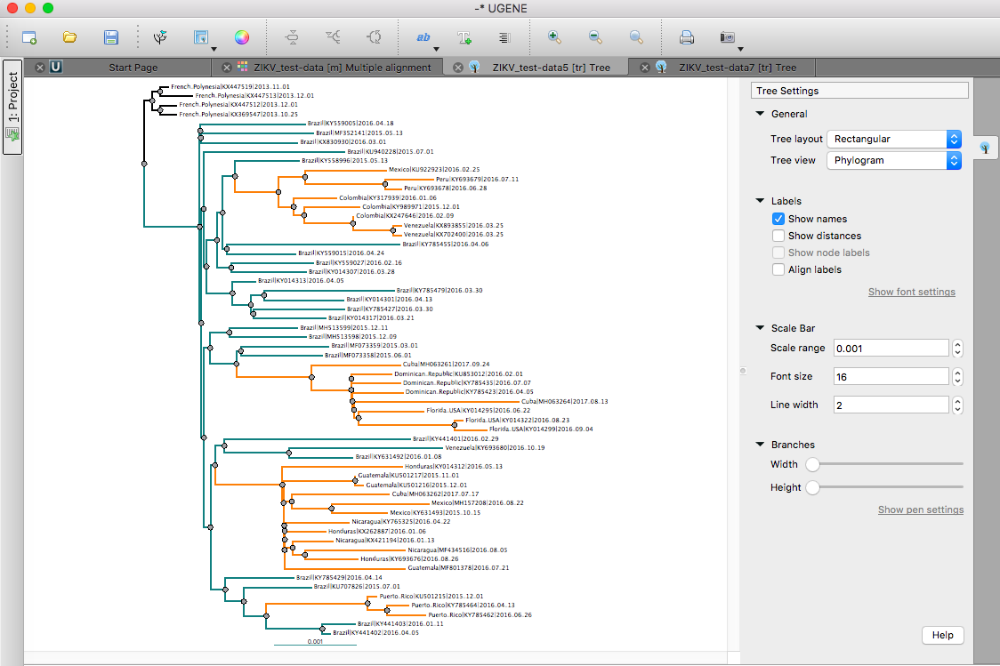 -* UGENE
ab
T
1: Project
U
Start Page
ZIKV_test-data [m] Multiple alignment
ZIKV_test-data5 [tr] Tree
ZIKV_test-data7 [tr] Tree
French.Polynesia|KX447519|2013.11.01
French.Polynesia|KX447513|2013.12.01
French.Polynesia|KX447512|2013.12.01
French.Polynesia|KX369547|2013.10.25
Brazil|KY559005|2016.04.18
Brazil|MF352141|2015.05.13
Brazil|KX830930|2016.03.01
Brazil|KU940228|2015.07.01
Brazil|KY558996|2015.05.13
Mexico|KU922923|2016.02.25
Peru|KY693679|2016.07.11
Peru|KY693678|2016.06.28
Colombia|KY317939|2016.01.06
Colombia|KY989971|2015.12.01
Colombia|KX247646|2016.02.09
Venezuela|KX893855|2016.03.25
Venezuela|KX702400|2016.03.25
Brazil|KY785455|2016.04.06
Brazil|KY559015|2016.04.24
Brazil|KY559027|2016.02.16
Brazil|KY014307|2016.03.28
Brazil|KY014313|2016.04.05
Brazil|KY785479|2016.03.30
Brazil|KY014301|2016.04.13
Brazil|KY785427|2016.03.30
Brazil|KY014317|2016.03.21
Brazil|MH513599|2015.12.11
Brazil|MH513598|2015.12.09
Brazil|MF073359|2015.03.01
Brazil|MF073358|2015.06.01
Cuba|MH063261|2017.09.24
Dominican.Republic|KU853012|2016.02.01
Dominican.Republic|KY785435|2016.07.07
Dominican.Republic|KY785423|2016.04.05
Cuba|MH063264|2017.08.13
Florida.USA|KY014295|2016.06.22
Florida.USA|KY014322|2016.08.23
Florida.USA|KY014299|2016.09.04
Brazil|KY441401|2016.02.29
Venezuela|KY693680|2016.10.19
Brazil|KY631492|2016.01.08
Honduras|KY014312|2016.05.13
Guatemala|KU501217|2015.11.01
Guatemala|KU501216|2015.12.01
Cuba|MH063262|2017.07.17
Mexico|MH157208|2016.08.22
Mexico|KY631493|2015.10.15
Nicaragua|KY765325|2016.04.22
Honduras|KX262887|2016.01.06
Nicaragua|KX421194|2016.01.13
Nicaragua|MF434516|2016.08.05
Honduras|KY693676|2016.08.26
Guatemala|MF801378|2016.07.21
Brazil|KY785429|2016.04.14
Brazil|KU707826|2015.07.01
Puerto.Rico|KU501215|2015.12.01
Puerto.Rico|KY785464|2016.04.13
Puerto.Rico|KY785462|2016.06.26
Brazil|KY441403|2016.01.11
Brazil|KY441402|2016.04.05
0.001
Tree Settings
General
Tree layout Rectangular
Tree view Phylogram
Labels
Show names
Show distances
Show node labels
Align labels
Show font settings
Scale Bar
Scale range 0.001
Font size 16
Line width 2
Branches
Width
Height
Show pen settings
Help